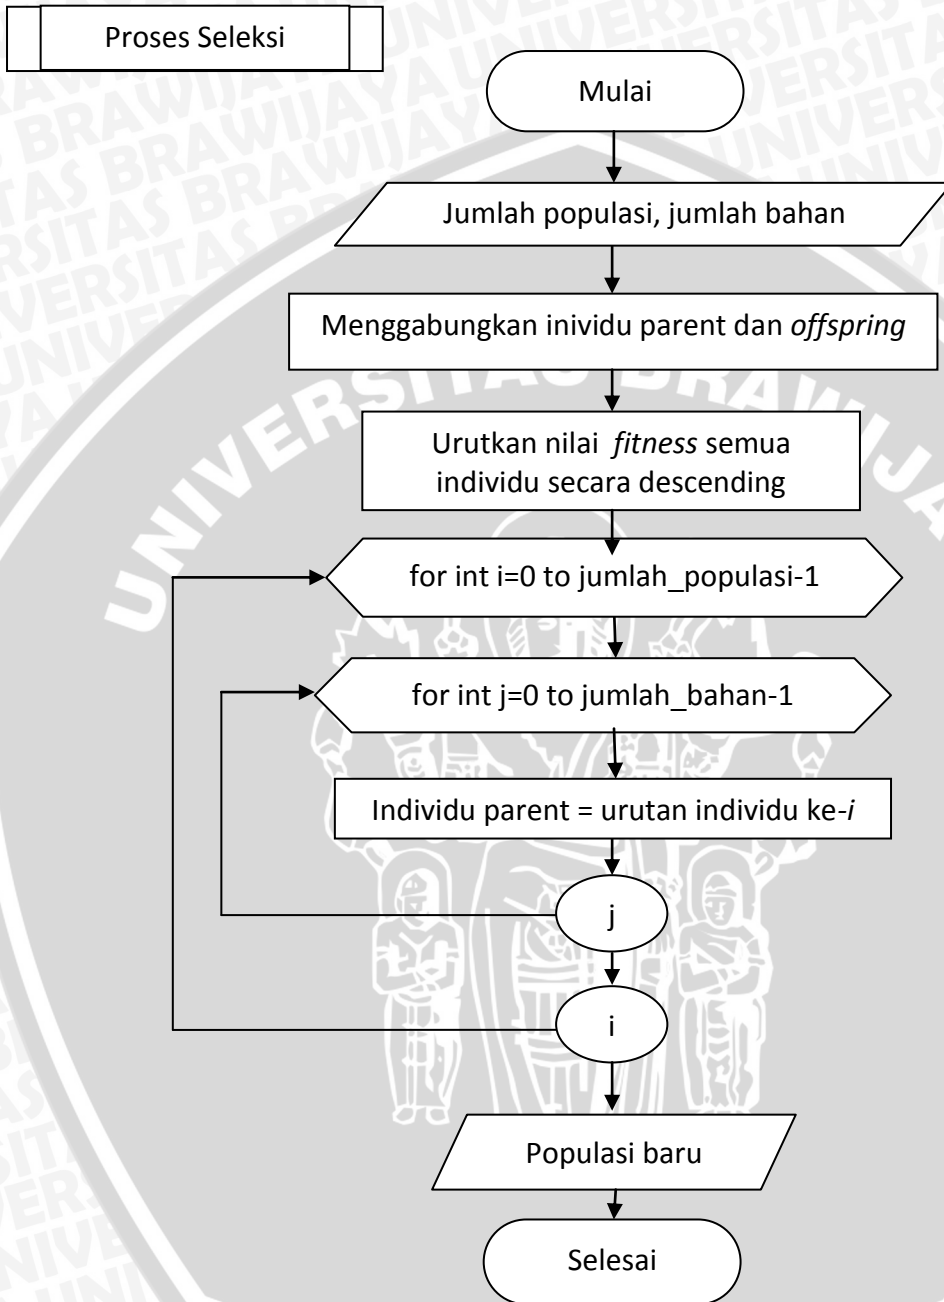 Proses Seleksi
Mulai
Jumlah populasi, jumlah bahan
Menggabungkan inividu parent dan offspring
UNIVERSITAS BRAWIJA
Urutkan nilai fitness semua
individu secara descending
for int i=0 to jumlah_populasi-1
for int j=0 to jumlah_bahan-1
Individu parent = urutan individu ke-i
j
i
Populasi baru
Selesai